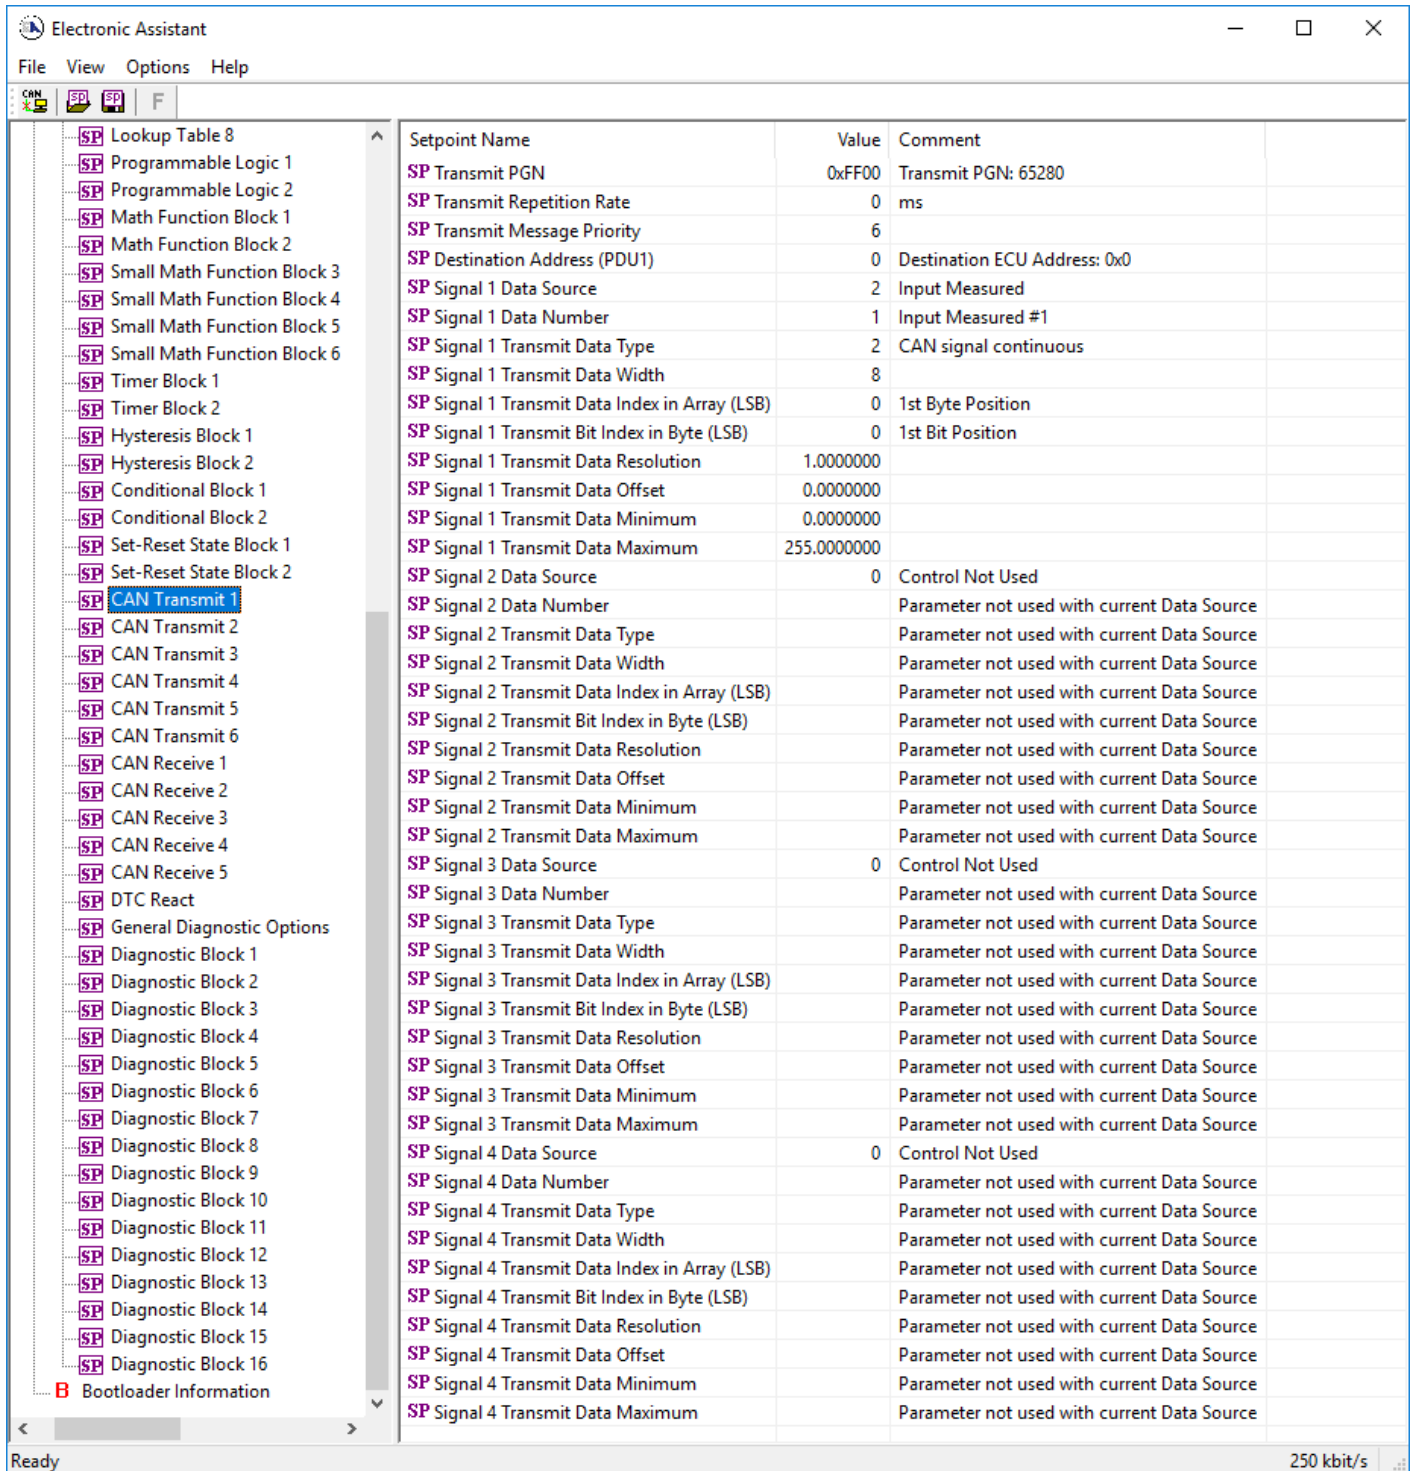 Electronic Assistant
File View Options Help
CAN SP SP F
SP Lookup Table 8
SP Programmable Logic 1
SP Programmable Logic 2
SP Math Function Block 1
SP Math Function Block 2
SP Small Math Function Block 3
SP Small Math Function Block 4
SP Small Math Function Block 5
SP Small Math Function Block 6
SP Timer Block 1
SP Timer Block 2
SP Hysteresis Block 1
SP Hysteresis Block 2
SP Conditional Block 1
SP Conditional Block 2
SP Set-Reset State Block 1
SP Set-Reset State Block 2
SP CAN Transmit 1
SP CAN Transmit 2
SP CAN Transmit 3
SP CAN Transmit 4
SP CAN Transmit 5
SP CAN Transmit 6
SP CAN Receive 1
SP CAN Receive 2
SP CAN Receive 3
SP CAN Receive 4
SP CAN Receive 5
SP DTC React
SP General Diagnostic Options
SP Diagnostic Block 1
SP Diagnostic Block 2
SP Diagnostic Block 3
SP Diagnostic Block 4
SP Diagnostic Block 5
SP Diagnostic Block 6
SP Diagnostic Block 7
SP Diagnostic Block 8
SP Diagnostic Block 9
SP Diagnostic Block 10
SP Diagnostic Block 11
SP Diagnostic Block 12
SP Diagnostic Block 13
SP Diagnostic Block 14
SP Diagnostic Block 15
SP Diagnostic Block 16
B Bootloader Information
Setpoint Name Value Comment
SP Transmit PGN 0xFF00 Transmit PGN: 65280
SP Transmit Repetition Rate 0 ms
SP Transmit Message Priority 6
SP Destination Address (PDU1) 0 Destination ECU Address: 0x0
SP Signal 1 Data Source 2 Input Measured
SP Signal 1 Data Number 1 Input Measured #1
SP Signal 1 Transmit Data Type 2 CAN signal continuous
SP Signal 1 Transmit Data Width 8
SP Signal 1 Transmit Data Index in Array (LSB) 0 1st Byte Position
SP Signal 1 Transmit Bit Index in Byte (LSB) 0 1st Bit Position
SP Signal 1 Transmit Data Resolution 1.0000000
SP Signal 1 Transmit Data Offset 0.0000000
SP Signal 1 Transmit Data Minimum 0.0000000
SP Signal 1 Transmit Data Maximum 255.0000000
SP Signal 2 Data Source 0 Control Not Used
SP Signal 2 Data Number Parameter not used with current Data Source
SP Signal 2 Transmit Data Type Parameter not used with current Data Source
SP Signal 2 Transmit Data Width Parameter not used with current Data Source
SP Signal 2 Transmit Data Index in Array (LSB) Parameter not used with current Data Source
SP Signal 2 Transmit Bit Index in Byte (LSB) Parameter not used with current Data Source
SP Signal 2 Transmit Data Resolution Parameter not used with current Data Source
SP Signal 2 Transmit Data Offset Parameter not used with current Data Source
SP Signal 2 Transmit Data Minimum Parameter not used with current Data Source
SP Signal 2 Transmit Data Maximum Parameter not used with current Data Source
SP Signal 3 Data Source 0 Control Not Used
SP Signal 3 Data Number Parameter not used with current Data Source
SP Signal 3 Transmit Data Type Parameter not used with current Data Source
SP Signal 3 Transmit Data Width Parameter not used with current Data Source
SP Signal 3 Transmit Data Index in Array (LSB) Parameter not used with current Data Source
SP Signal 3 Transmit Bit Index in Byte (LSB) Parameter not used with current Data Source
SP Signal 3 Transmit Data Resolution Parameter not used with current Data Source
SP Signal 3 Transmit Data Offset Parameter not used with current Data Source
SP Signal 3 Transmit Data Minimum Parameter not used with current Data Source
SP Signal 3 Transmit Data Maximum Parameter not used with current Data Source
SP Signal 4 Data Source 0 Control Not Used
SP Signal 4 Data Number Parameter not used with current Data Source
SP Signal 4 Transmit Data Type Parameter not used with current Data Source
SP Signal 4 Transmit Data Width Parameter not used with current Data Source
SP Signal 4 Transmit Data Index in Array (LSB) Parameter not used with current Data Source
SP Signal 4 Transmit Bit Index in Byte (LSB) Parameter not used with current Data Source
SP Signal 4 Transmit Data Resolution Parameter not used with current Data Source
SP Signal 4 Transmit Data Offset Parameter not used with current Data Source
SP Signal 4 Transmit Data Minimum Parameter not used with current Data Source
SP Signal 4 Transmit Data Maximum Parameter not used with current Data Source
Ready 250 kbit/s